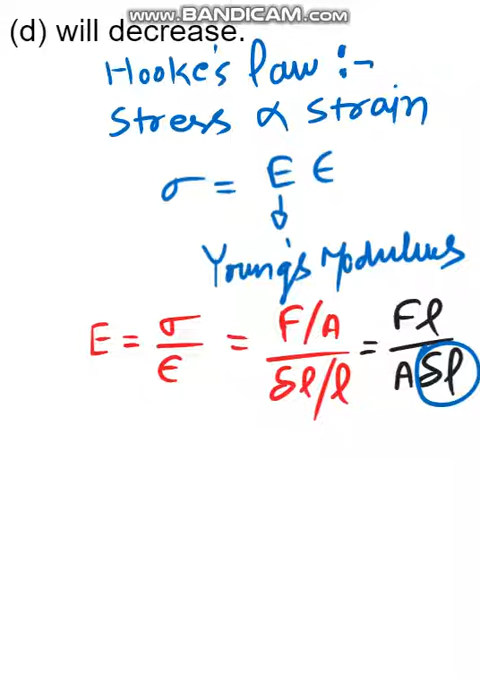 www.BANDICAM.com
(d) will decrease.
Hooke's law :-
Stress ∝ Strain
σ = E ϵ
↓
Young's Modulus
E = σ/ϵ = (F/A)/(δl/l) = Fl/(Aδl)